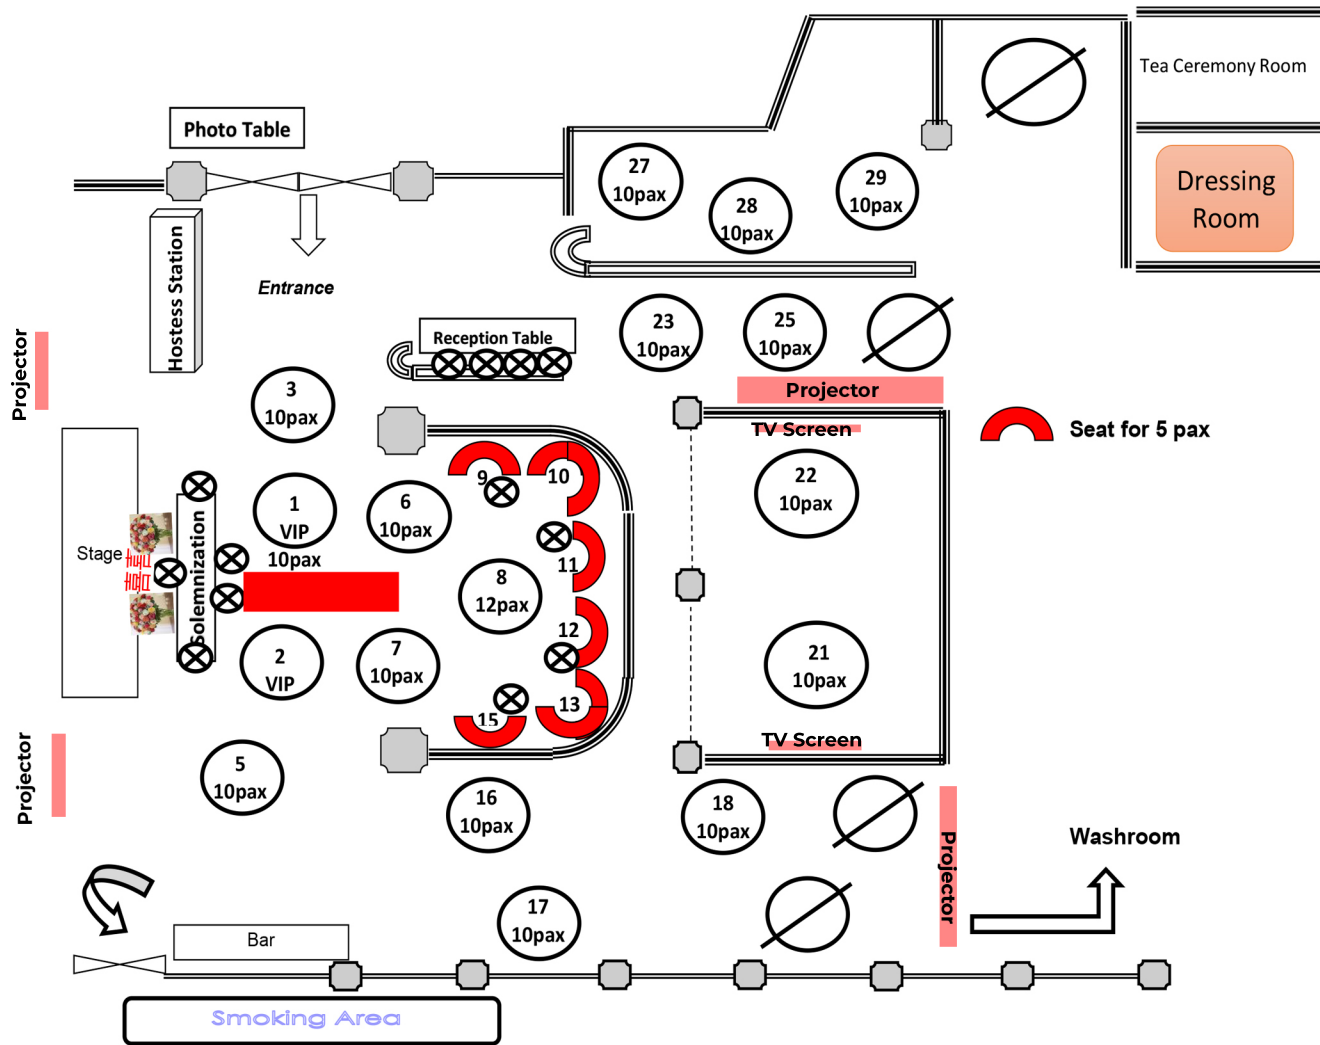 Tea Ceremony Room
Photo Table
27
10pax
29
10pax
28
10pax
Dressing
Room
Hostess Station
Entrance
Projector
Reception Table
23
10pax
25
10pax
Projector
3
10pax
TV Screen
Seat for 5 pax
1
VIP
10pax
6
10pax
9
10
22
10pax
Stage
囍
Solemnization
11
8
12pax
12
2
VIP
7
10pax
13
15
21
10pax
TV Screen
Projector
5
10pax
16
10pax
18
10pax
Projector
Washroom
17
10pax
Bar
Smoking Area